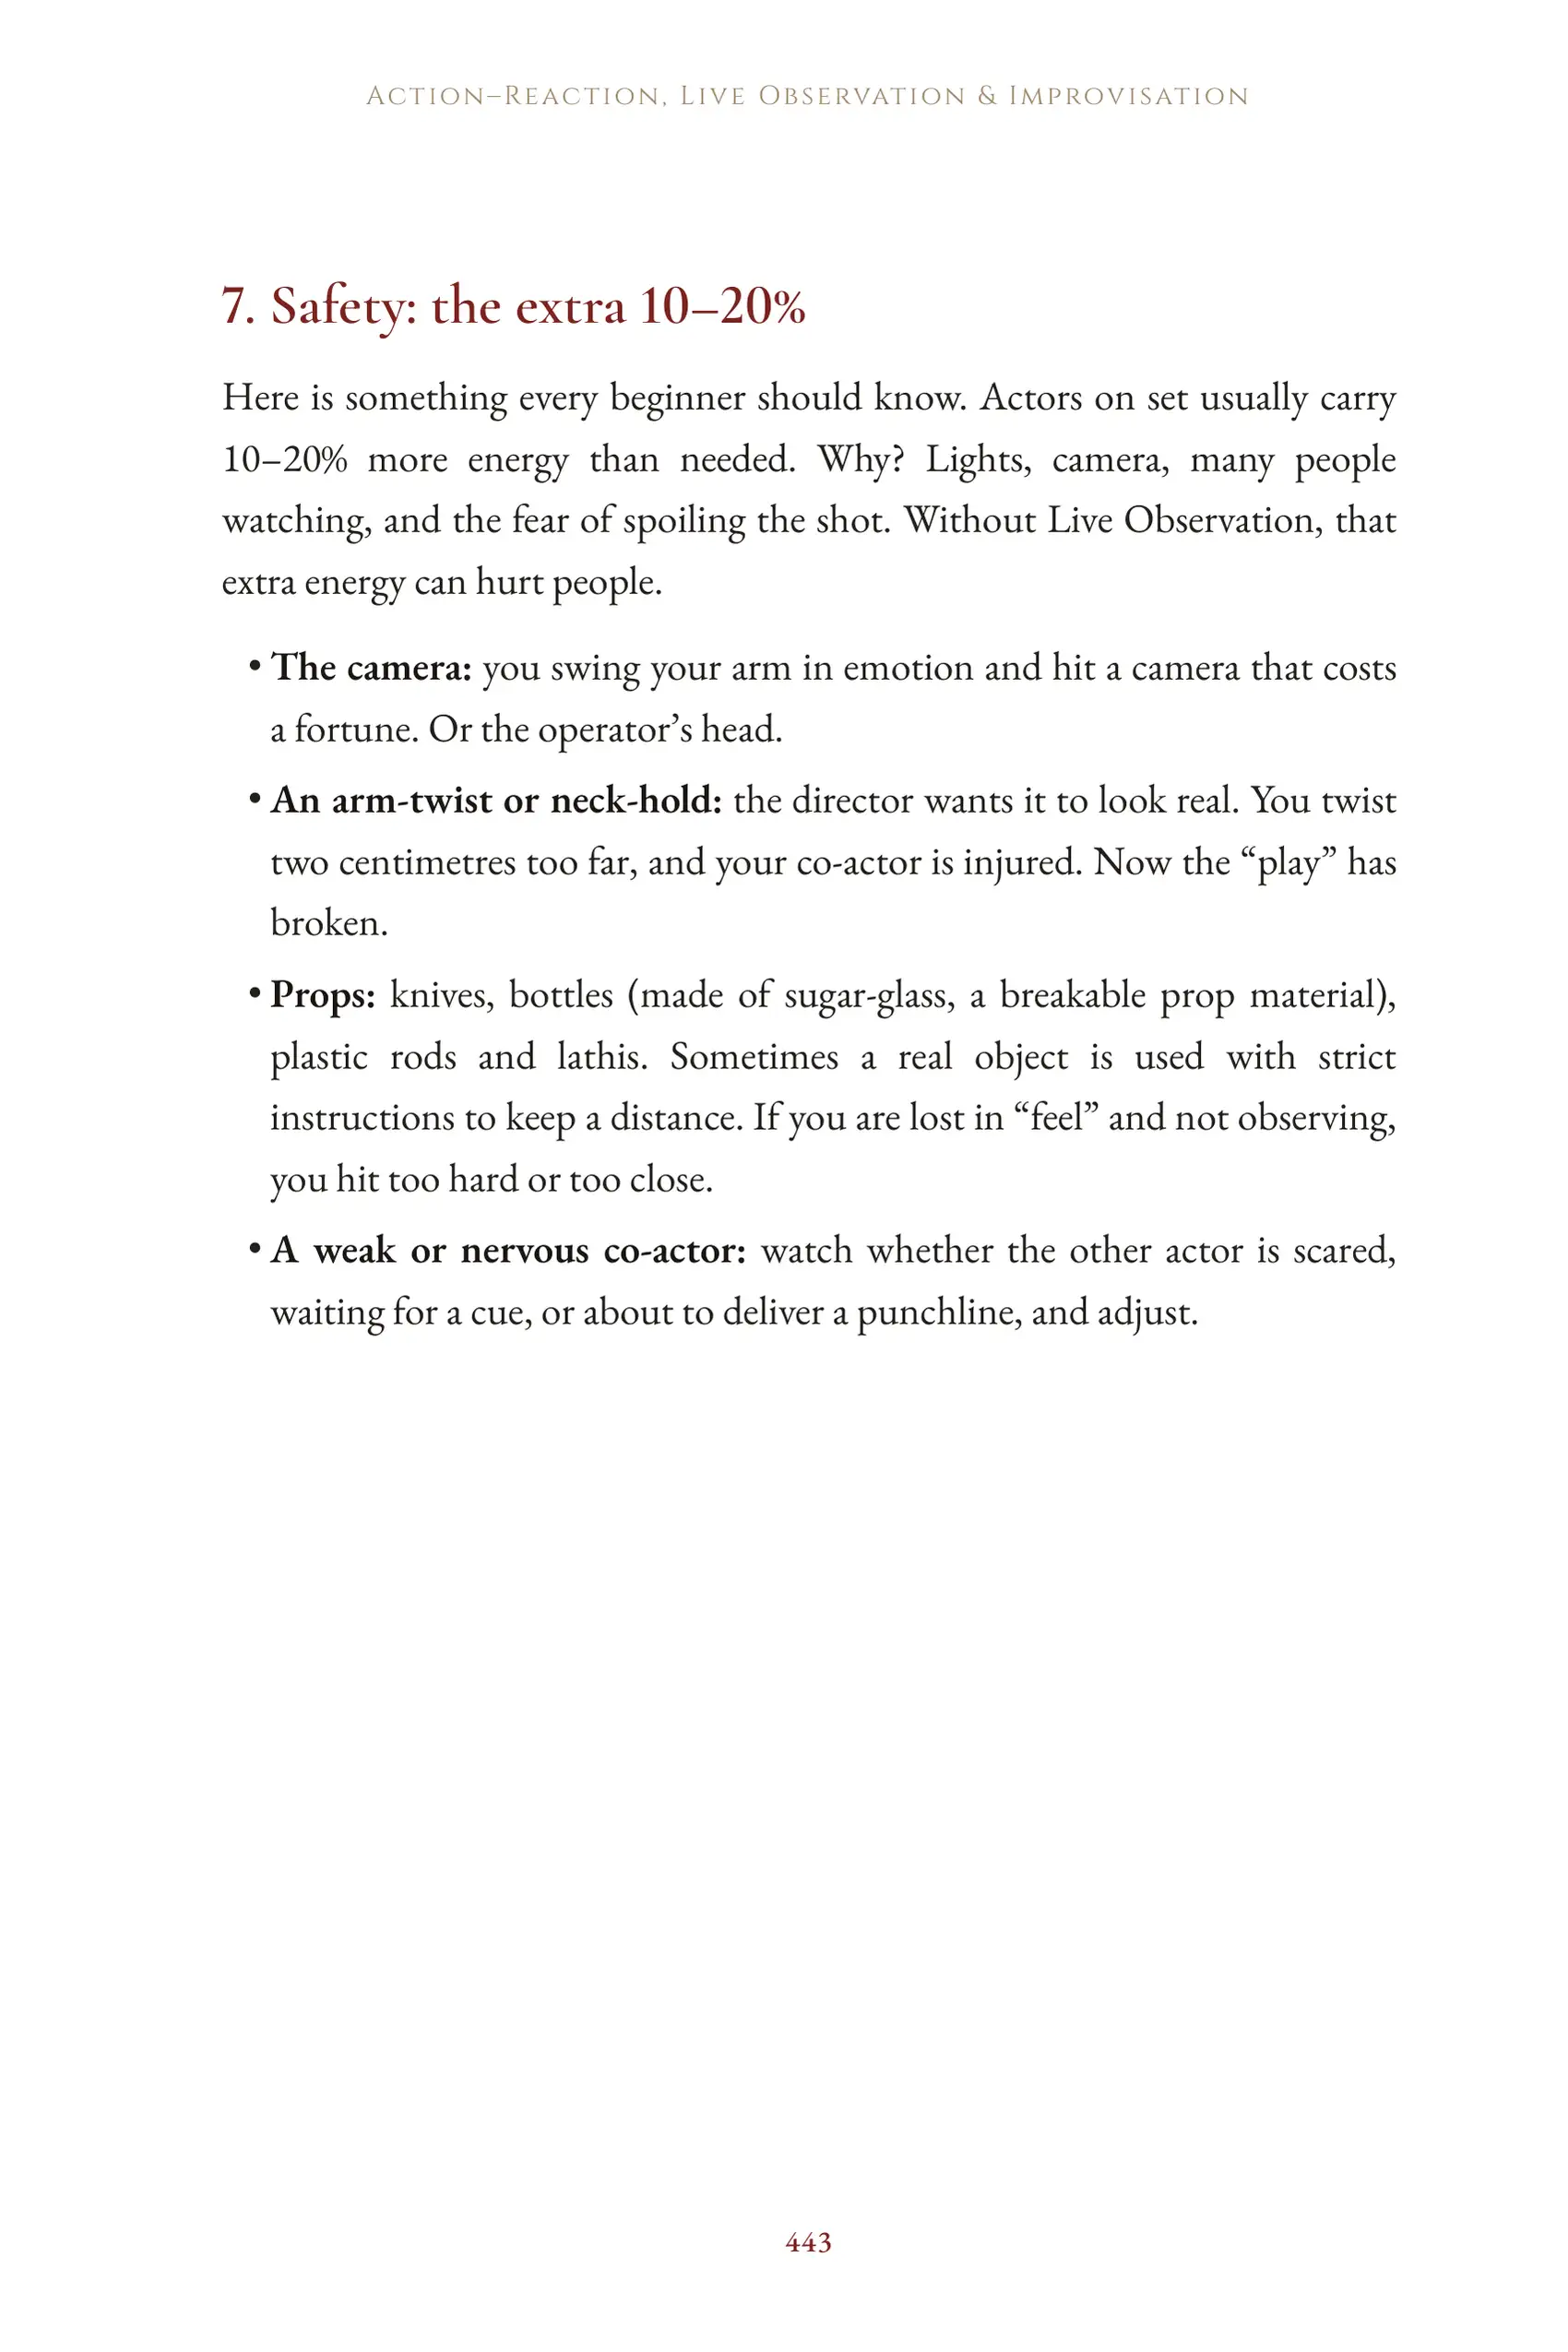 Action–Reaction, Live Observation & Improvisation
7. Safety: the extra 10–20%
Here is something every beginner should know. Actors on set usually carry
10–20% more energy than needed. Why? Lights, camera, many people
watching, and the fear of spoiling the shot. Without Live Observation, that
extra energy can hurt people.
• The camera: you swing your arm in emotion and hit a camera that costs
a fortune. Or the operator’s head.
• An arm-twist or neck-hold: the director wants it to look real. You twist
two centimetres too far, and your co-actor is injured. Now the “play” has
broken.
• Props: knives, bottles (made of sugar-glass, a breakable prop material),
plastic rods and lathis. Sometimes a real object is used with strict
instructions to keep a distance. If you are lost in “feel” and not observing,
you hit too hard or too close.
• A weak or nervous co-actor: watch whether the other actor is scared,
waiting for a cue, or about to deliver a punchline, and adjust.
443